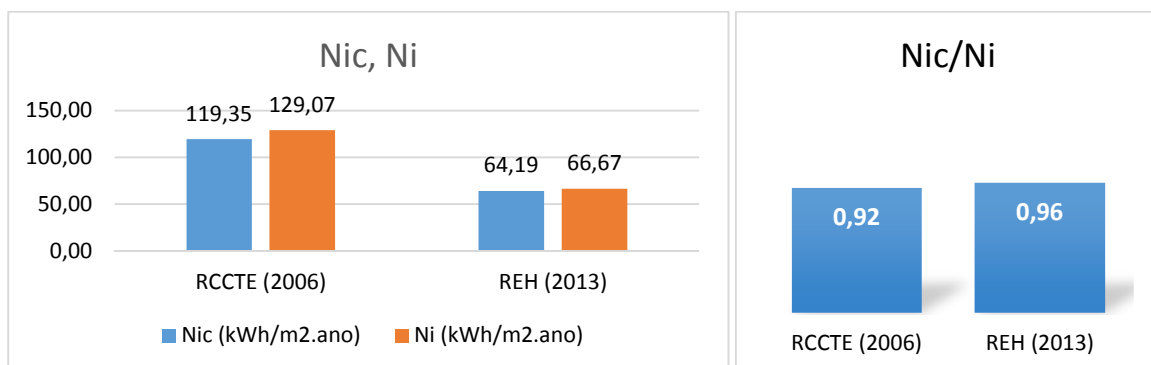 Nic, Ni
150,00
100,00
50,00
0,00
119,35
129,07
64,19
66,67
RCCTE (2006)
REH (2013)
Nic (kWh/m2.ano)
Ni (kWh/m2.ano)
Nic/Ni
0,92
0,96
RCCTE (2006)
REH (2013)